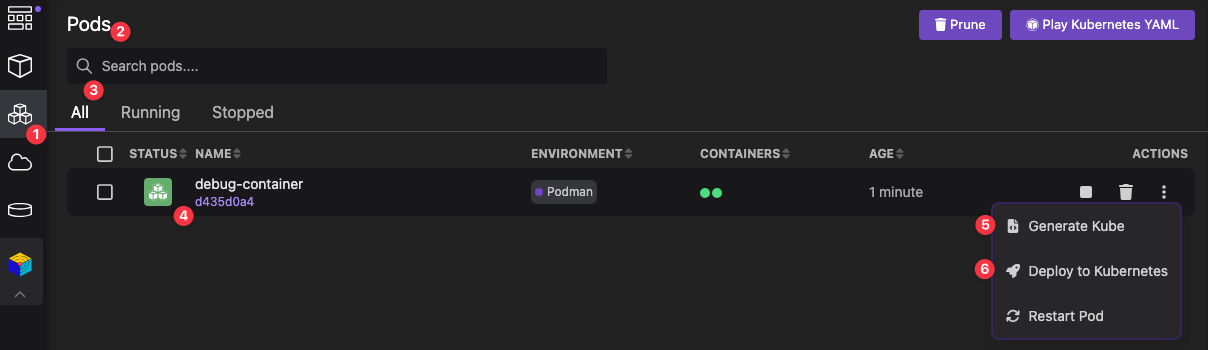 Pods
2
Prune
Play Kubernetes YAML
Search pods....
3
All Running Stopped
1
STATUS NAME ENVIRONMENT CONTAINERS AGE ACTIONS
debug-container
d435d0a4
Podman
1 minute
4
5 Generate Kube
6 Deploy to Kubernetes
Restart Pod